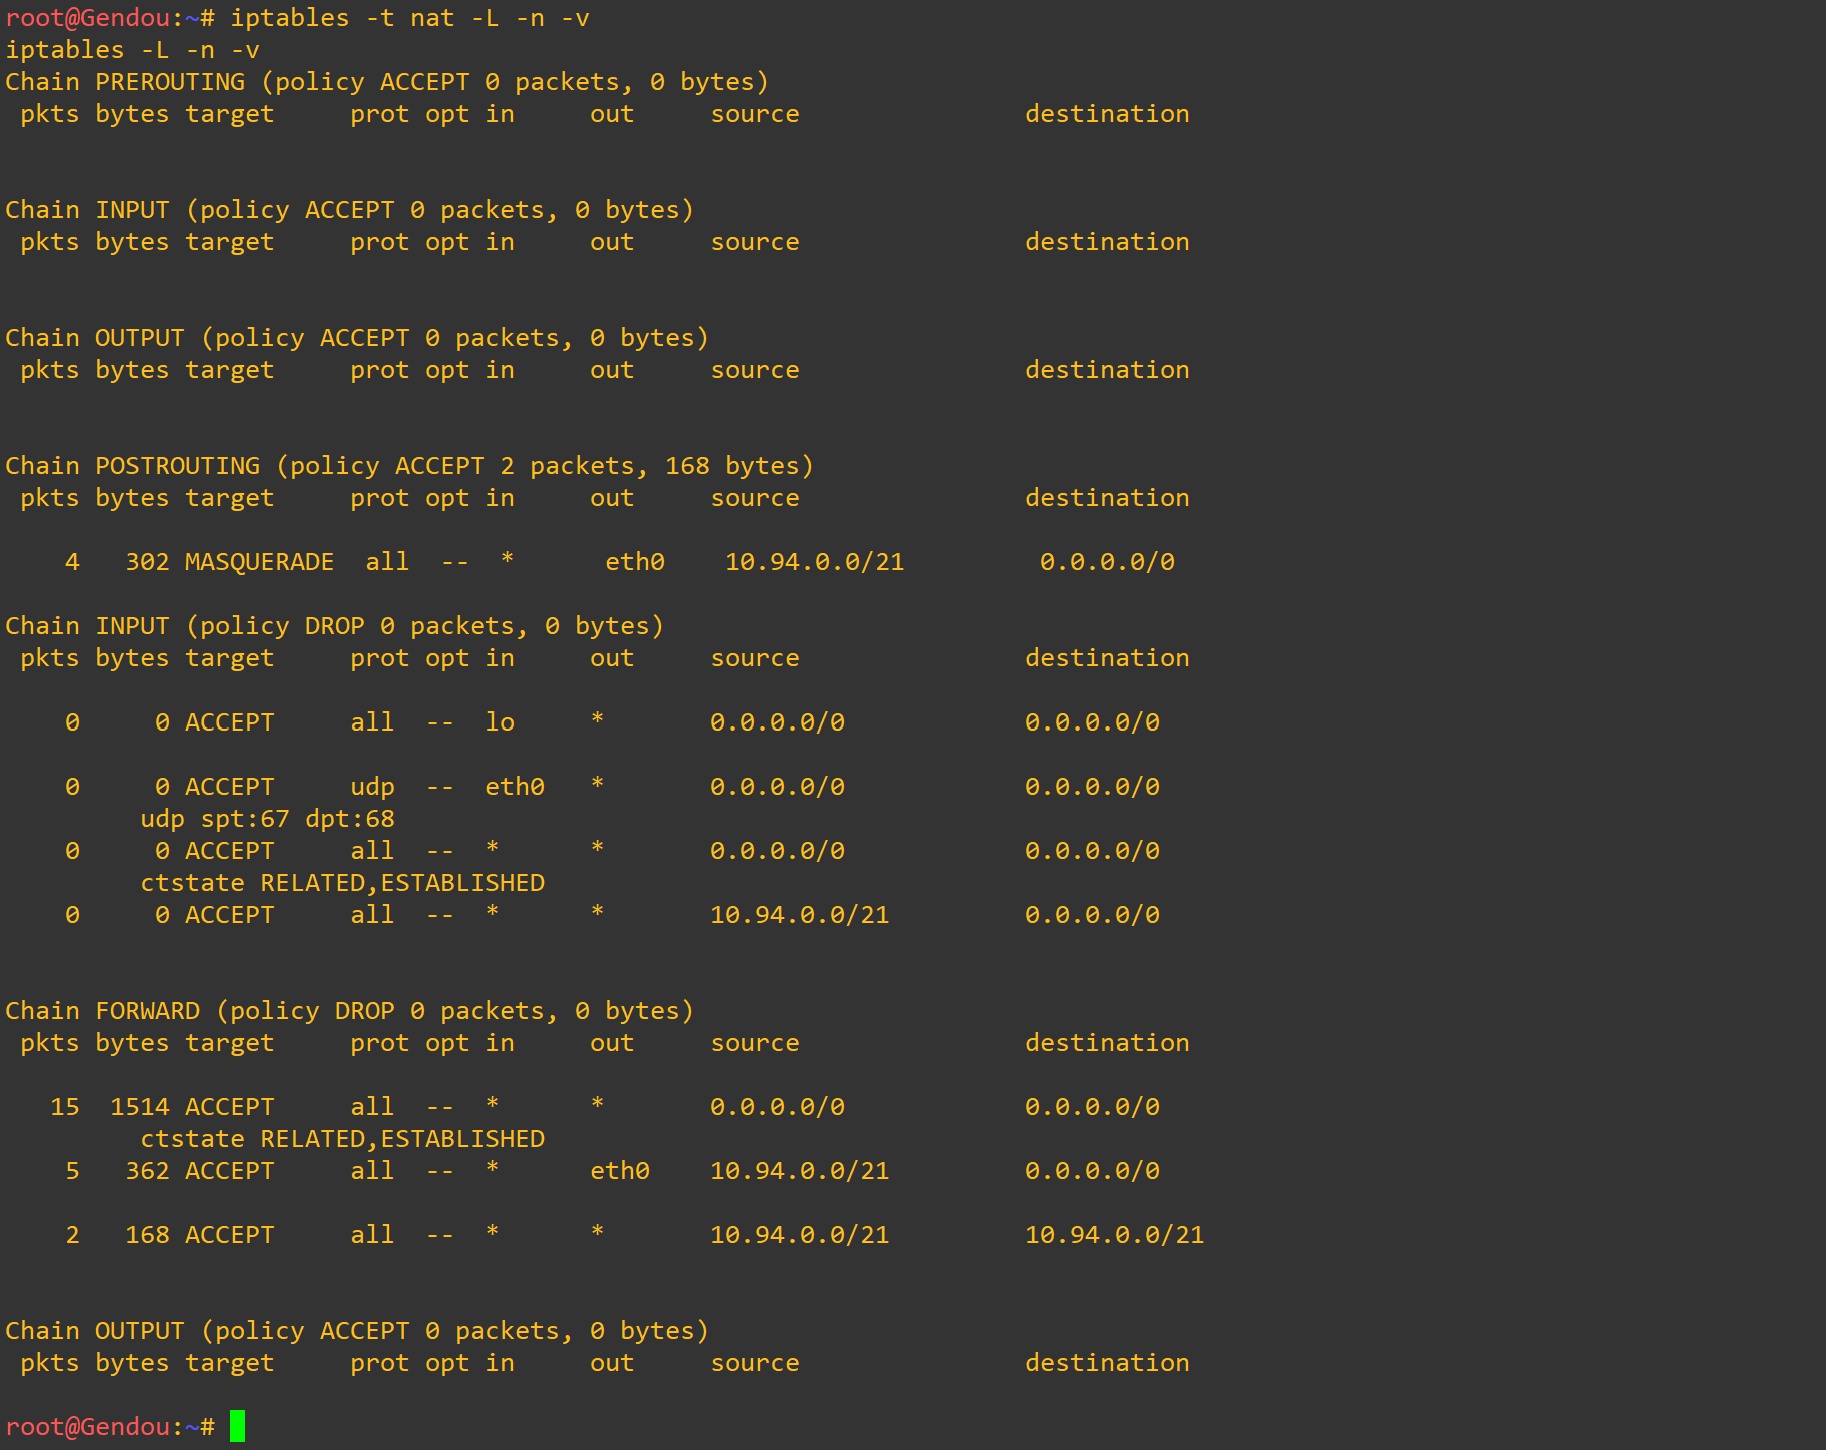 root@Gendou:~# iptables -t nat -L -n -v
iptables -L -n -v
Chain PREROUTING (policy ACCEPT 0 packets, 0 bytes)
 pkts bytes target     prot opt in     out     source               destination

Chain INPUT (policy ACCEPT 0 packets, 0 bytes)
 pkts bytes target     prot opt in     out     source               destination

Chain OUTPUT (policy ACCEPT 0 packets, 0 bytes)
 pkts bytes target     prot opt in     out     source               destination

Chain POSTROUTING (policy ACCEPT 2 packets, 168 bytes)
 pkts bytes target     prot opt in     out     source               destination
    4   302 MASQUERADE  all  --  *      eth0    10.94.0.0/21         0.0.0.0/0

Chain INPUT (policy DROP 0 packets, 0 bytes)
 pkts bytes target     prot opt in     out     source               destination
    0     0 ACCEPT     all  --  lo     *       0.0.0.0/0            0.0.0.0/0
    0     0 ACCEPT     udp  --  eth0   *       0.0.0.0/0            0.0.0.0/0
         udp spt:67 dpt:68
    0     0 ACCEPT     all  --  *      *       0.0.0.0/0            0.0.0.0/0
         ctstate RELATED,ESTABLISHED
    0     0 ACCEPT     all  --  *      *       10.94.0.0/21         0.0.0.0/0

Chain FORWARD (policy DROP 0 packets, 0 bytes)
 pkts bytes target     prot opt in     out     source               destination
   15  1514 ACCEPT     all  --  *      *       0.0.0.0/0            0.0.0.0/0
         ctstate RELATED,ESTABLISHED
    5   362 ACCEPT     all  --  *      eth0   10.94.0.0/21         0.0.0.0/0
    2   168 ACCEPT     all  --  *      *       10.94.0.0/21         10.94.0.0/21

Chain OUTPUT (policy ACCEPT 0 packets, 0 bytes)
 pkts bytes target     prot opt in     out     source               destination

root@Gendou:~#